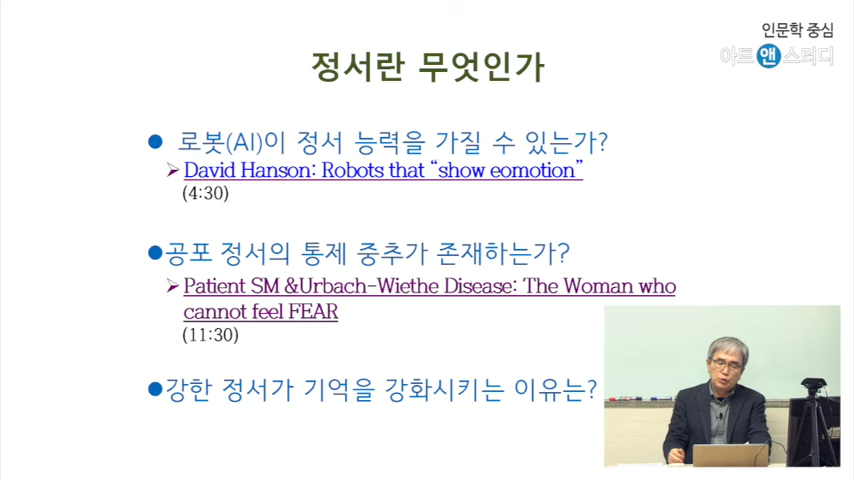 인문학 중심
아트앤스터디
정서란 무엇인가
● 로봇(AI)이 정서 능력을 가질 수 있는가?
➢ David Hanson: Robots that “show eomotion”
(4:30)
●공포 정서의 통제 중추가 존재하는가?
➢ Patient SM &Urbach-Wiethe Disease: The Woman who
cannot feel FEAR
(11:30)
●강한 정서가 기억을 강화시키는 이유는?